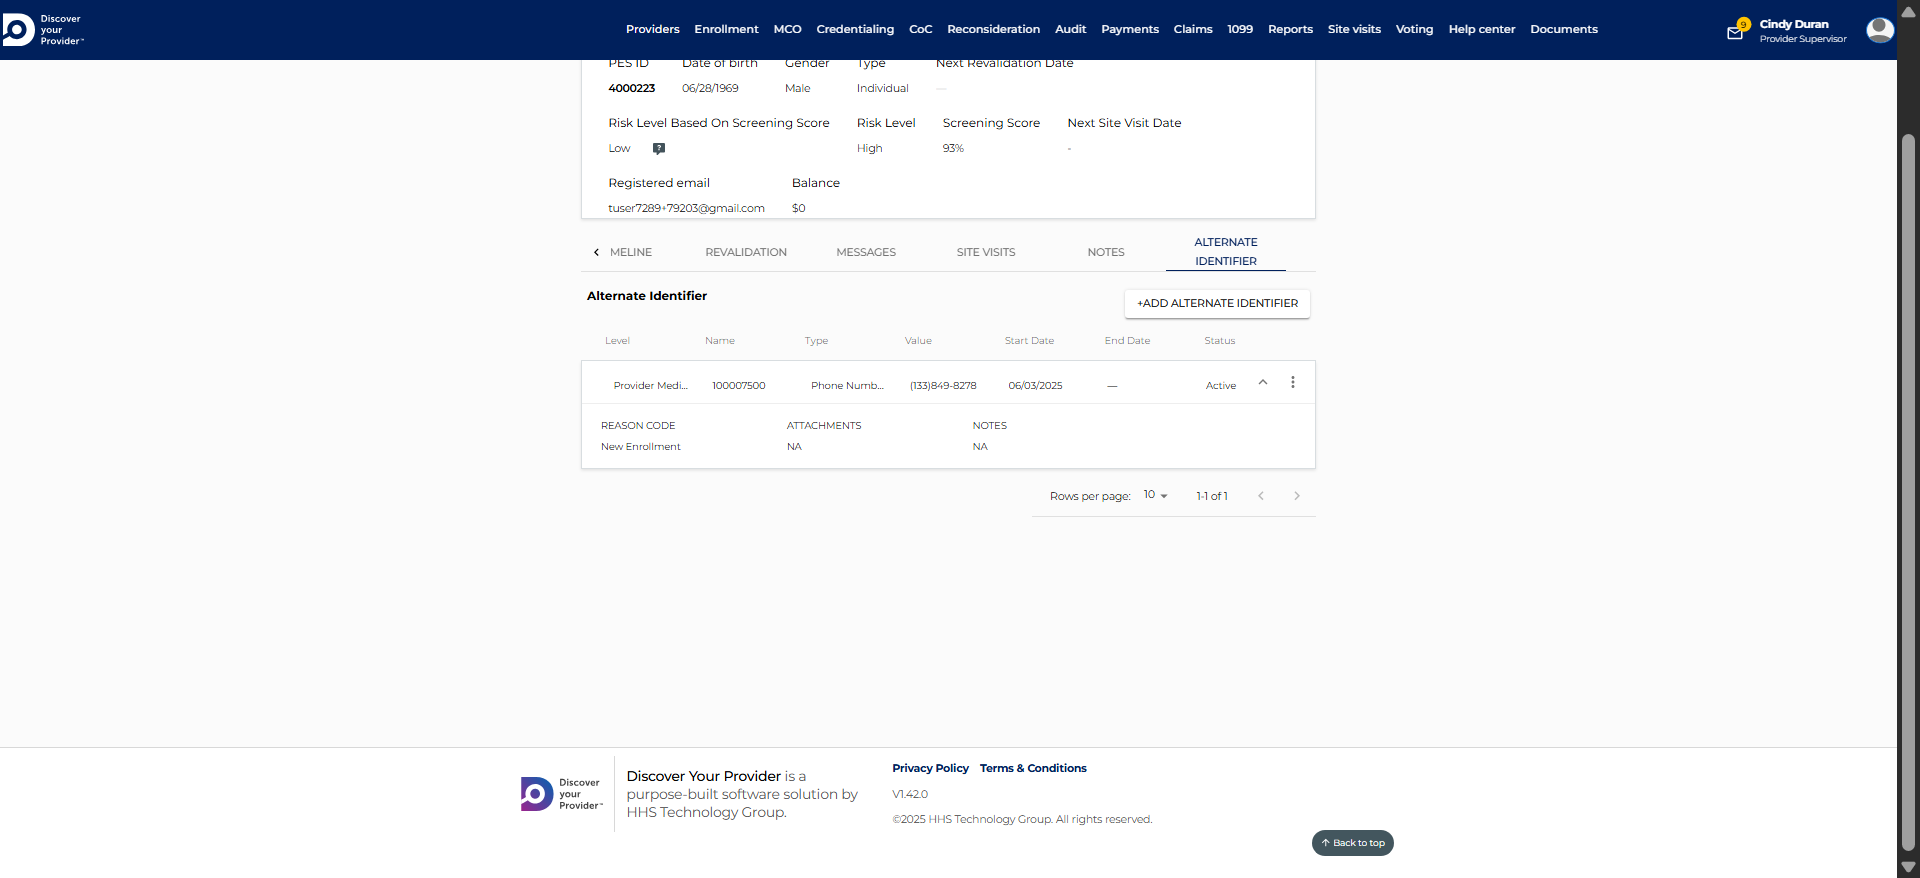 Discover
your
Provider™
Providers Enrollment MCO Credentialing CoC Reconsideration Audit Payments Claims 1099 Reports Site visits Voting Help center Documents
9
Cindy Duran
Provider Supervisor
PES ID Date of birth Gender Type Next Revalidation Date
4000223 06/28/1969 Male Individual —
Risk Level Based On Screening Score Risk Level Screening Score Next Site Visit Date
Low ? High 93% -
Registered email Balance
tuser7289+79203@gmail.com $0
MELINE REVALIDATION MESSAGES SITE VISITS NOTES ALTERNATE
IDENTIFIER
Alternate Identifier
+ADD ALTERNATE IDENTIFIER
Level Name Type Value Start Date End Date Status
Provider Medi... 100007500 Phone Numb... (133)849-8278 06/03/2025 — Active
REASON CODE ATTACHMENTS NOTES
New Enrollment NA NA
Rows per page: 10 1-1 of 1
Discover
your
Provider™
Discover Your Provider is a
purpose-built software solution by
HHS Technology Group.
Privacy Policy Terms & Conditions
V1.42.0
©2025 HHS Technology Group. All rights reserved.
Back to top